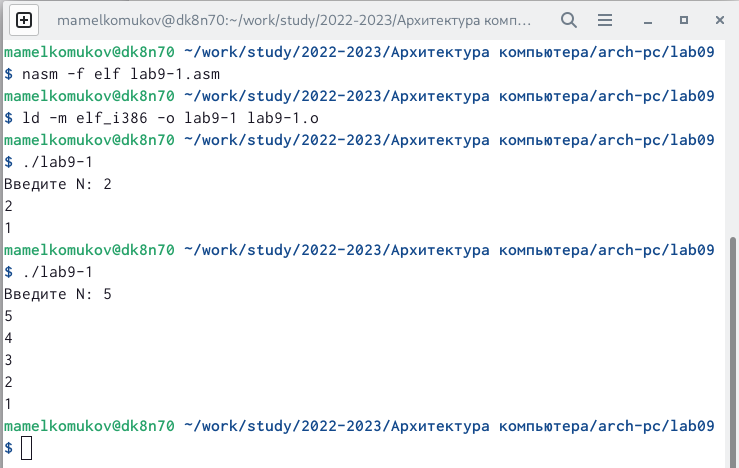 mamelkomukov@dk8n70:~/work/study/2022-2023/Архитектура комп...
mamelkomukov@dk8n70 ~/work/study/2022-2023/Архитектура компьютера/arch-pc/lab09
$ nasm -f elf lab9-1.asm
mamelkomukov@dk8n70 ~/work/study/2022-2023/Архитектура компьютера/arch-pc/lab09
$ ld -m elf_i386 -o lab9-1 lab9-1.o
mamelkomukov@dk8n70 ~/work/study/2022-2023/Архитектура компьютера/arch-pc/lab09
$ ./lab9-1
Введите N: 2
2
1
mamelkomukov@dk8n70 ~/work/study/2022-2023/Архитектура компьютера/arch-pc/lab09
$ ./lab9-1
Введите N: 5
5
4
3
2
1
mamelkomukov@dk8n70 ~/work/study/2022-2023/Архитектура компьютера/arch-pc/lab09
$